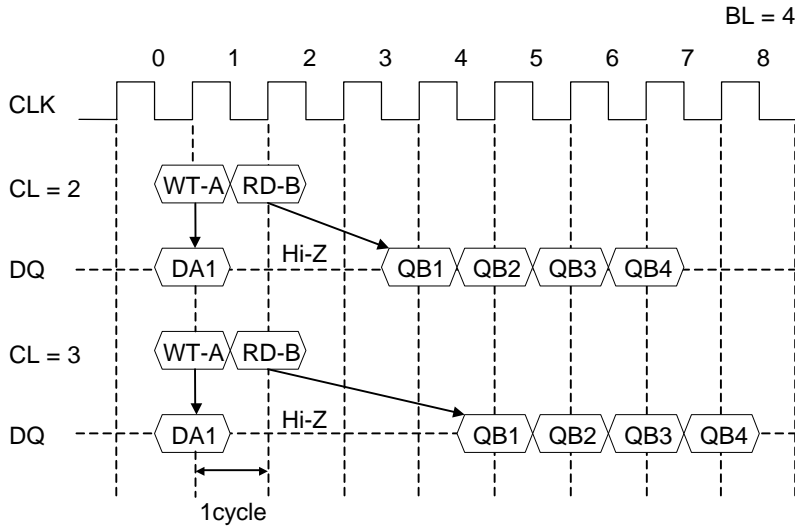 BL = 4
0 1 2 3 4 5 6 7 8
CLK
CL = 2 WT-A RD-B
DQ DA1 Hi-Z QB1 QB2 QB3 QB4
CL = 3 WT-A RD-B
DQ DA1 Hi-Z QB1 QB2 QB3 QB4
1cycle